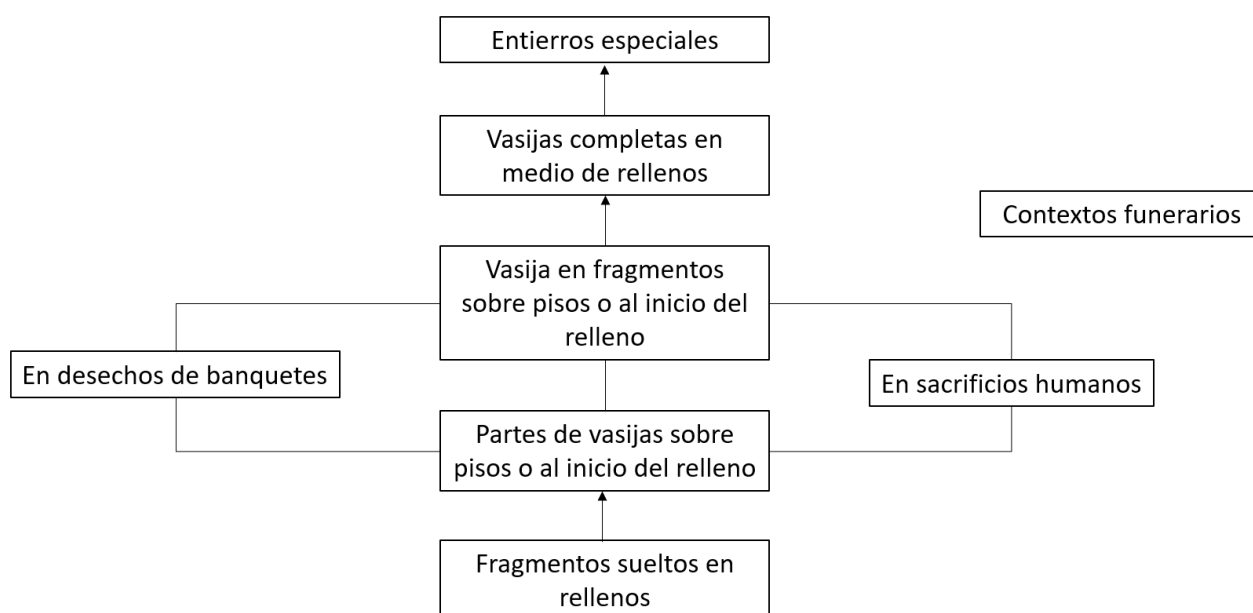 Entierros especiales
Vasijas completas en
medio de rellenos
Contextos funerarios
Vasija en fragmentos
sobre pisos o al inicio del
relleno
En desechos de banquetes
En sacrificios humanos
Partes de vasijas sobre
pisos o al inicio del relleno
Fragmentos sueltos en
rellenos